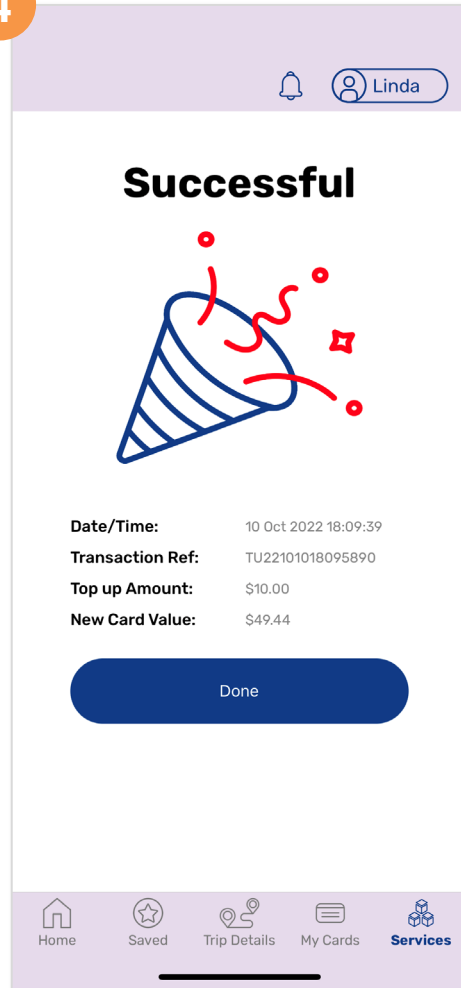 4
Linda
Successful
Date/Time: 10 Oct 2022 18:09:39
Transaction Ref: TU22101018095890
Top up Amount: $10.00
New Card Value: $49.44
Done
Home Saved Trip Details My Cards Services